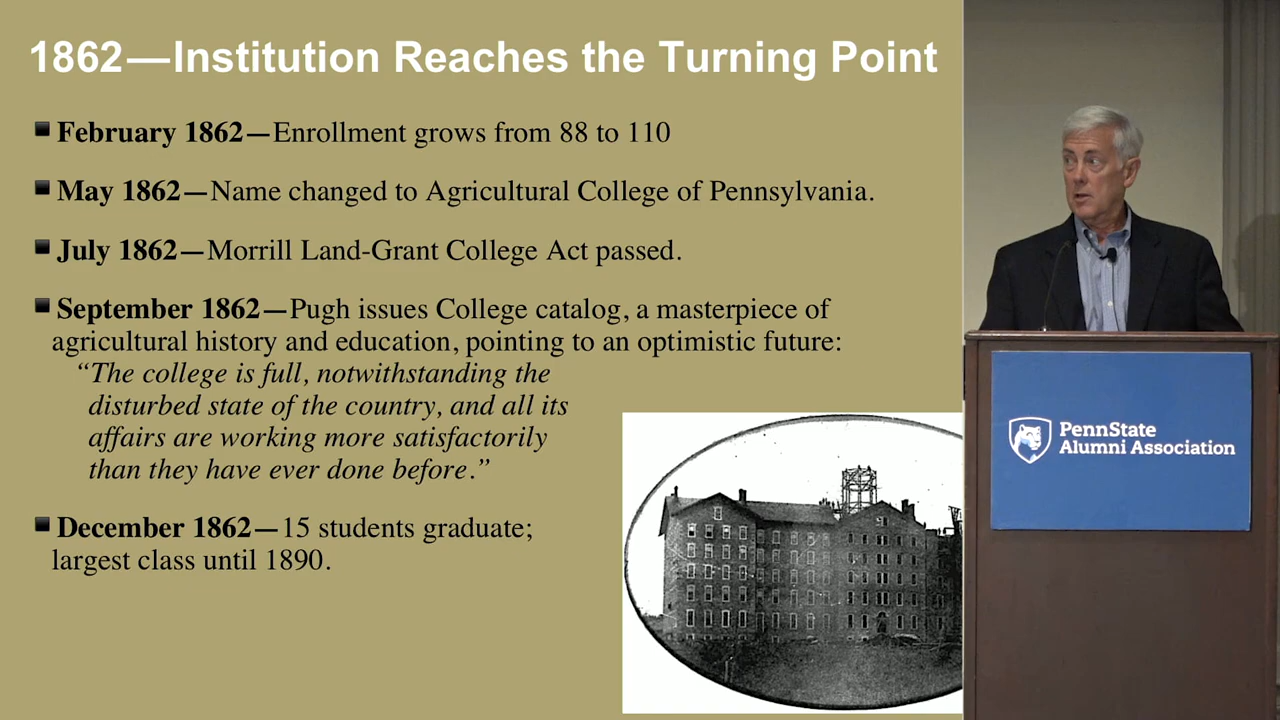 1862—Institution Reaches the Turning Point
February 1862—Enrollment grows from 88 to 110
May 1862—Name changed to Agricultural College of Pennsylvania.
July 1862—Morrill Land-Grant College Act passed.
September 1862—Pugh issues College catalog, a masterpiece of
agricultural history and education, pointing to an optimistic future:
“The college is full, notwithstanding the
disturbed state of the country, and all its
affairs are working more satisfactorily
than they have ever done before.”
December 1862—15 students graduate;
largest class until 1890.
PennState
Alumni Association